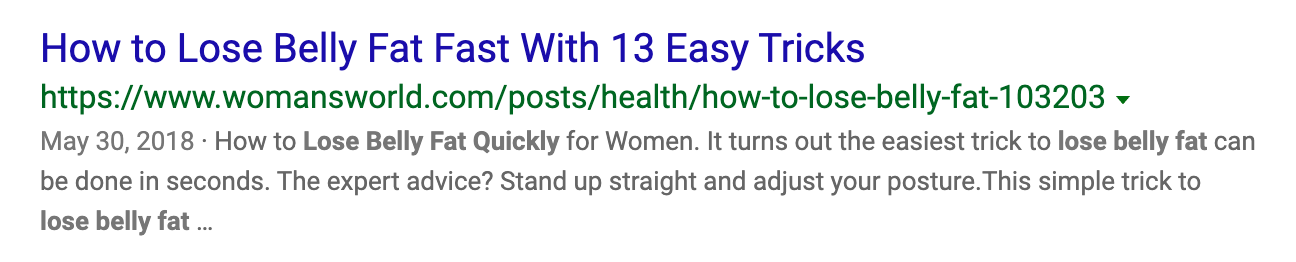 How to Lose Belly Fat Fast With 13 Easy Tricks
https://www.womansworld.com/posts/health/how-to-lose-belly-fat-103203
May 30, 2018 · How to Lose Belly Fat Quickly for Women. It turns out the easiest trick to lose belly fat can
be done in seconds. The expert advice? Stand up straight and adjust your posture.This simple trick to
lose belly fat ...